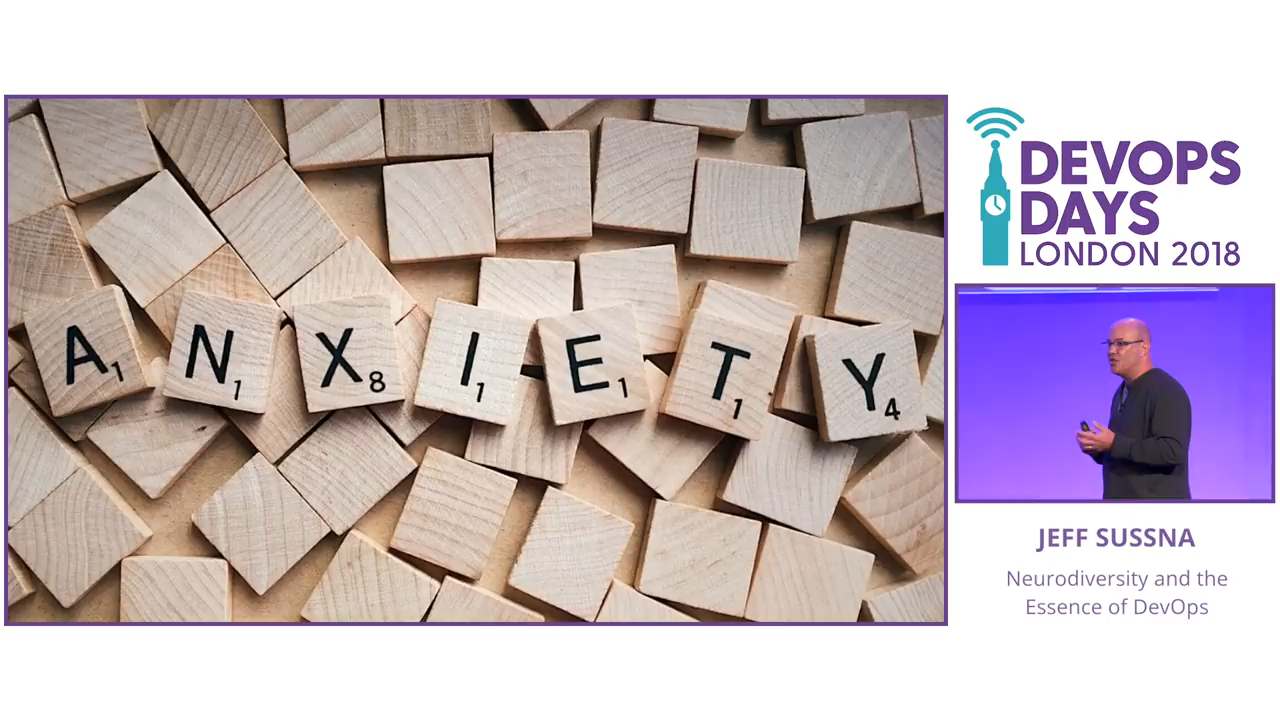 A1 N1 X8 I1 E1 T1 Y4
DEVOPS
DAYS
LONDON 2018
JEFF SUSSNA
Neurodiversity and the
Essence of DevOps